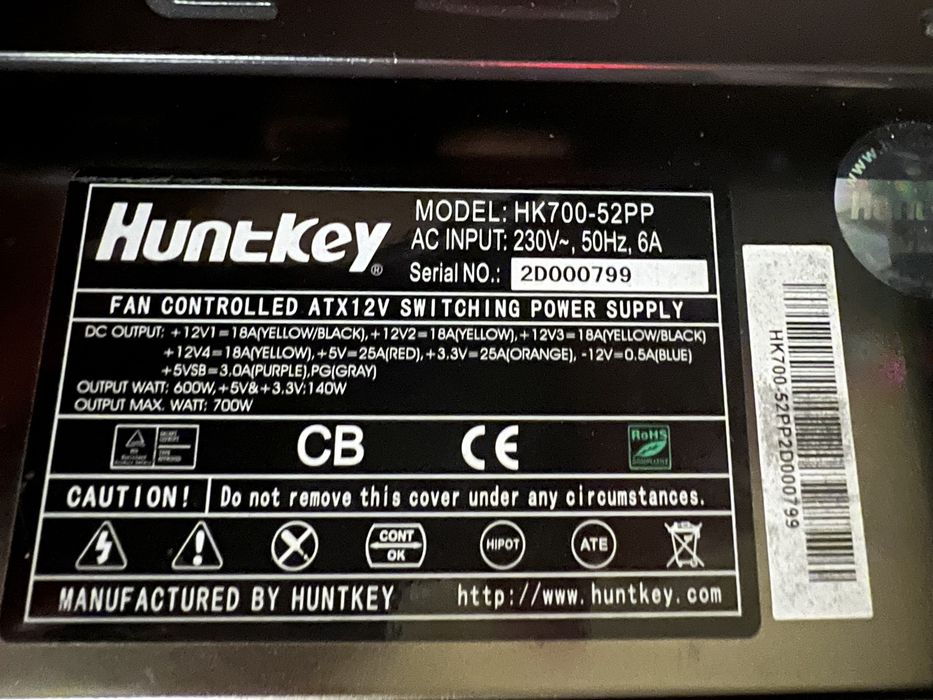 Huntkey®
MODEL: HK700-52PP
AC INPUT: 230V~, 50Hz, 6A
Serial NO.: 2D000799
FAN CONTROLLED ATX12V SWITCHING POWER SUPPLY
DC OUTPUT: +12V1=18A(YELLOW/BLACK),+12V2=18A(YELLOW),+12V3=18A(YELLOW/BLACK)
+12V4=18A(YELLOW),+5V=25A(RED),+3.3V=25A(ORANGE), -12V=0.5A(BLUE)
+5VSB=3.0A(PURPLE),PG(GRAY)
OUTPUT WATT: 600W,+5V&+3.3V:140W
OUTPUT MAX. WATT: 700W
CB
CE
RoHS
CAUTION! Do not remove this cover under any circumstances.
CONT
OK
HIPOT
ATE
MANUFACTURED BY HUNTKEY http://www.huntkey.com
HK700-52PP2D000799
www.